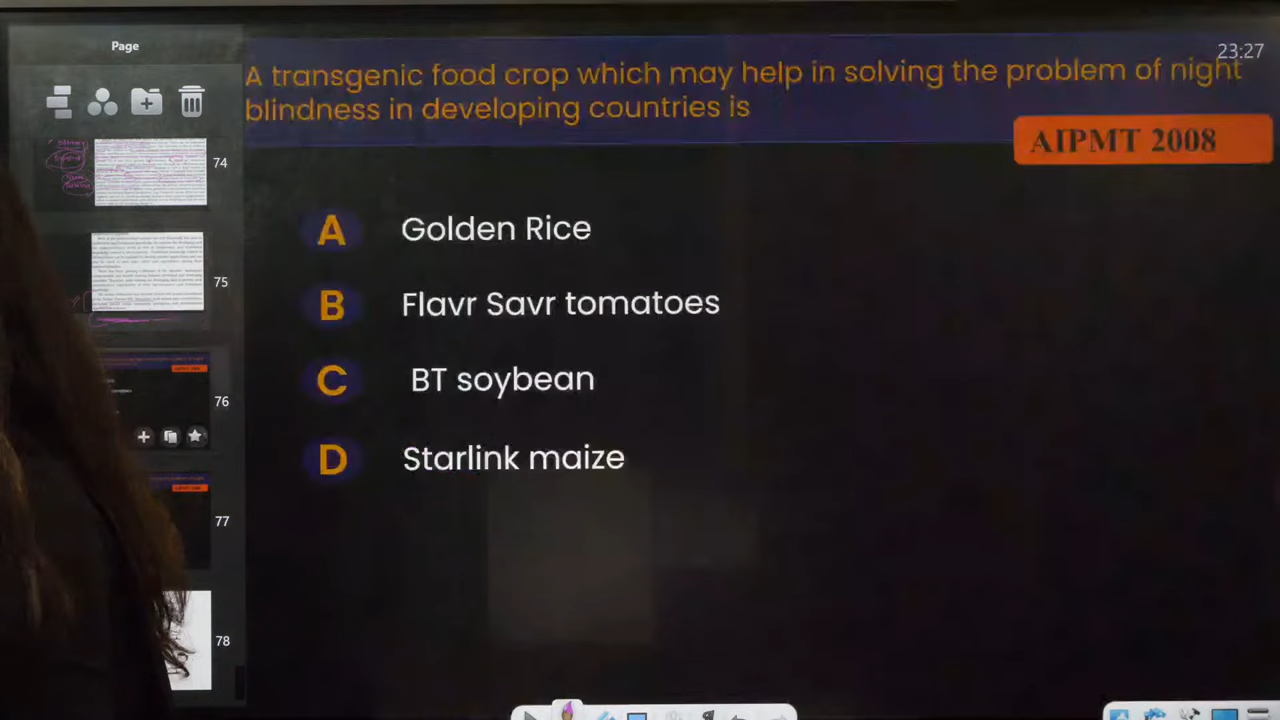 Page
23:27
A transgenic food crop which may help in solving the problem of night
blindness in developing countries is
AIPMT 2008
74
A Golden Rice
75
B Flavr Savr tomatoes
C BT soybean
76
D Starlink maize
77
78